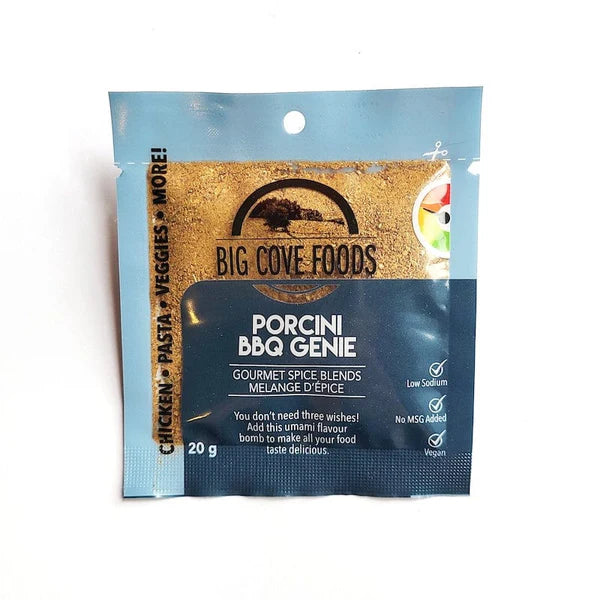 BIG COVE FOODS
PORCINI
BBQ GENIE
GOURMET SPICE BLENDS
MELANGE D'ÉPICE
You don't need three wishes!
Add this umami flavour
bomb to make all your food
taste delicious.
20 g
Low Sodium
No MSG Added
Vegan
CHICKEN • PASTA • VEGGIES • MORE!